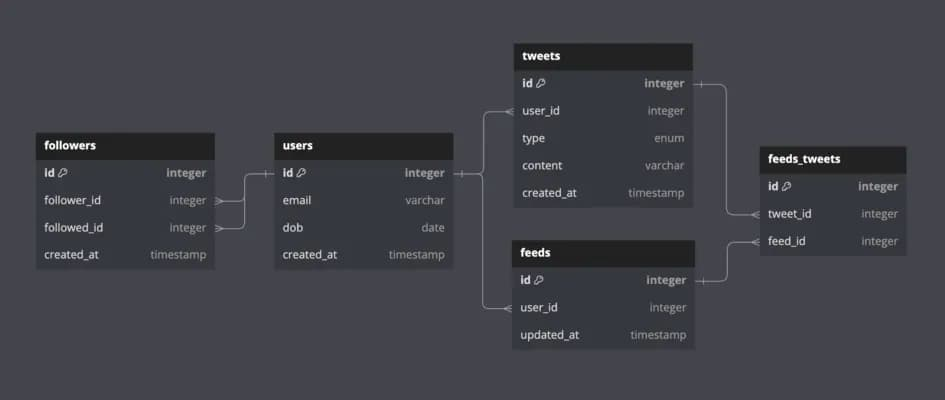 followers
id integer
follower_id integer
followed_id integer
created_at timestamp
users
id integer
email varchar
dob date
created_at timestamp
tweets
id integer
user_id integer
type enum
content varchar
created_at timestamp
feeds
id integer
user_id integer
updated_at timestamp
feeds_tweets
id integer
tweet_id integer
feed_id integer